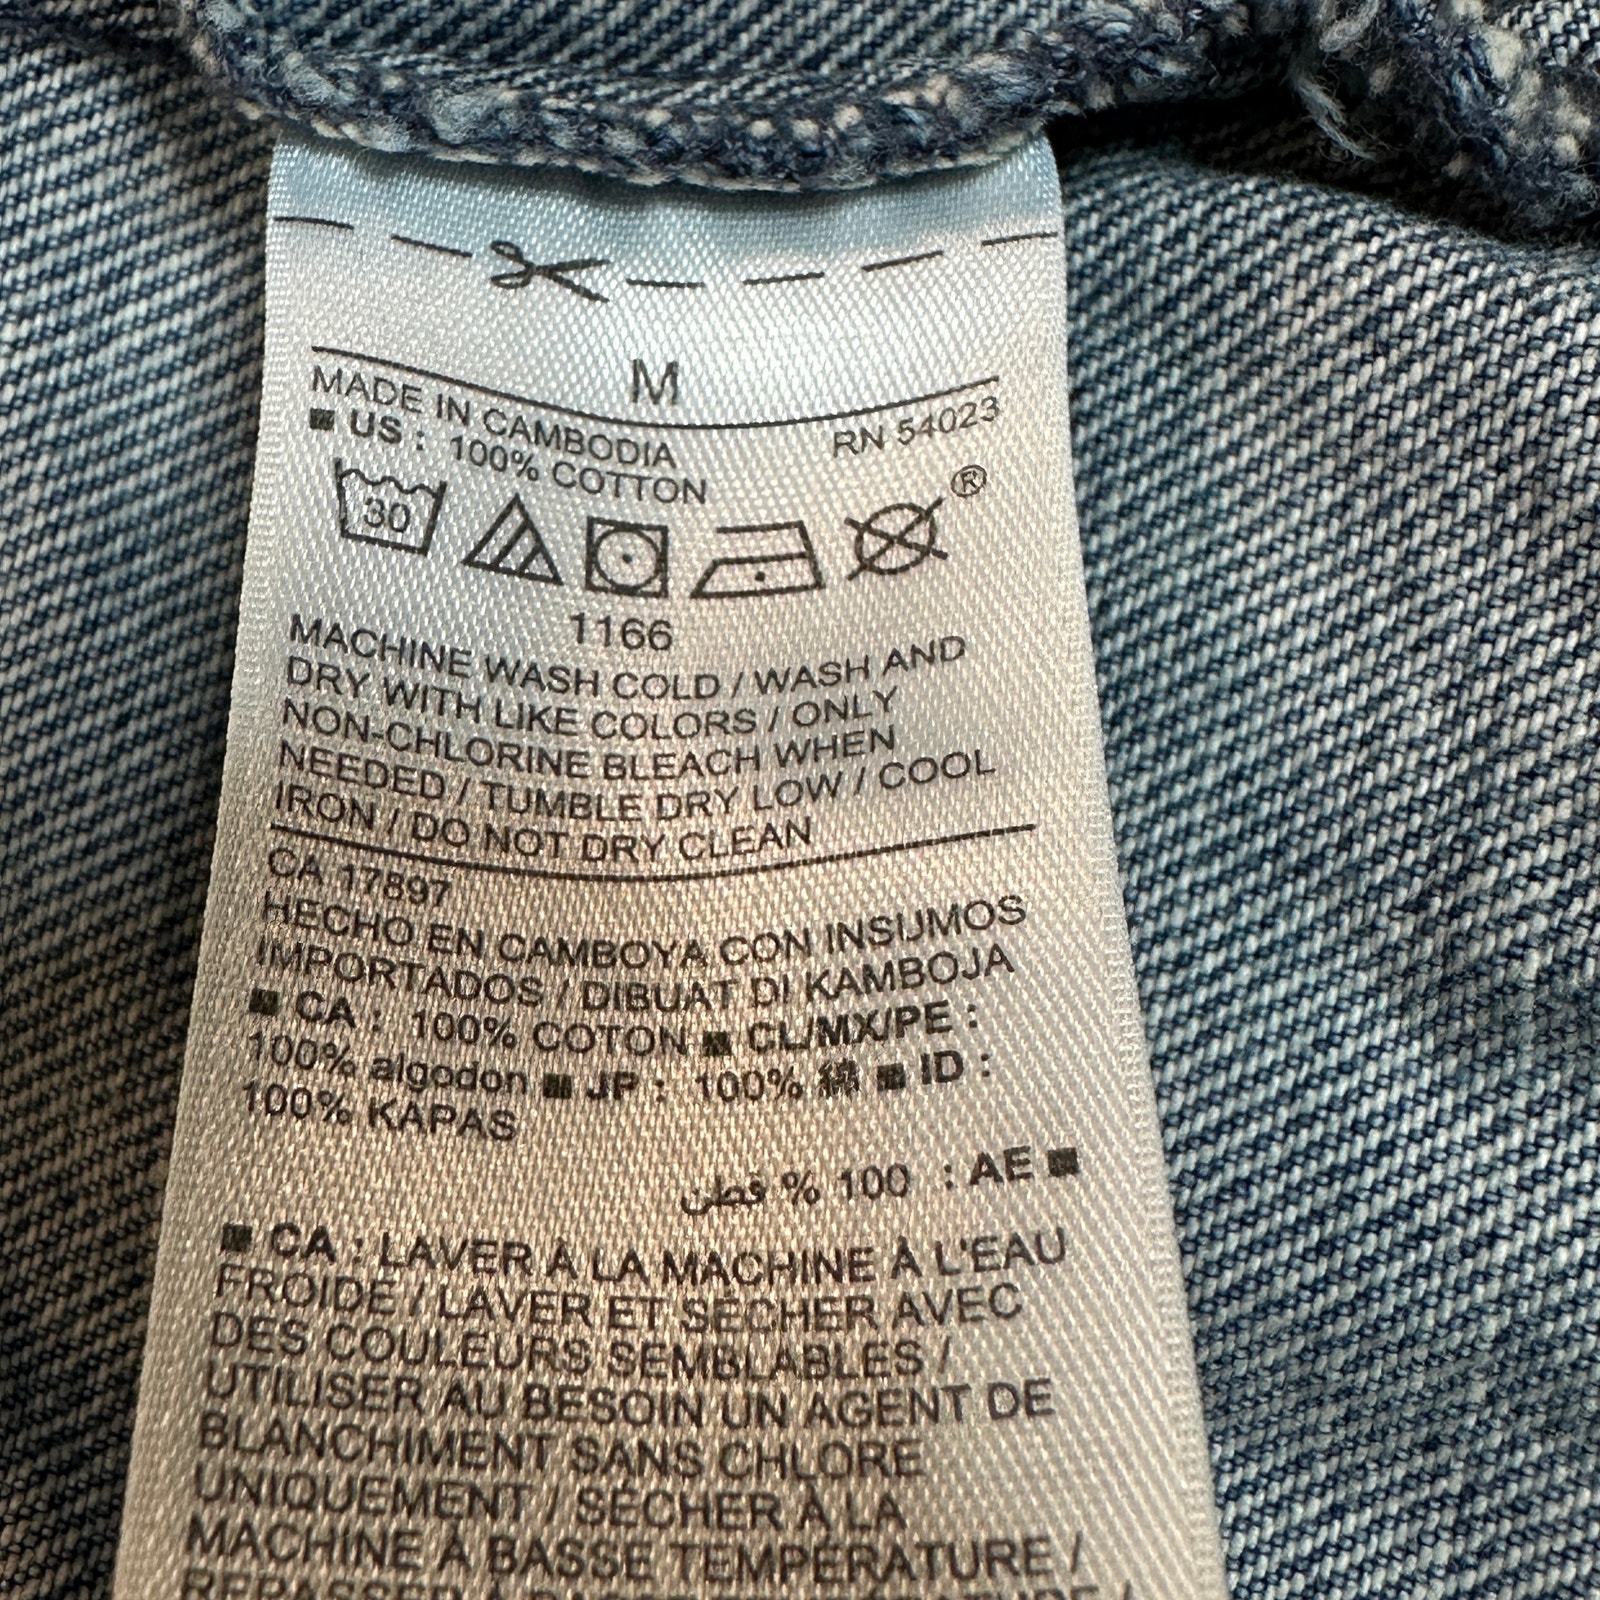 M
MADE IN CAMBODIA RN 54023
■ US : 100% COTTON
30
®
1166
MACHINE WASH COLD / WASH AND
DRY WITH LIKE COLORS / ONLY
NON-CHLORINE BLEACH WHEN
NEEDED / TUMBLE DRY LOW / COOL
IRON / DO NOT DRY CLEAN
CA 17897
HECHO EN CAMBOYA CON INSUMOS
IMPORTADOS / DIBUAT DI KAMBOJA
■ CA : 100% COTON ■ CL/MX/PE :
100% algodon ■ JP : 100% 綿 ■ ID :
100% KAPAS
■ AE : 100 % قطن
■ CA : LAVER À LA MACHINE À L'EAU
FROIDE / LAVER ET SÉCHER AVEC
DES COULEURS SEMBLABLES /
UTILISER AU BESOIN UN AGENT DE
BLANCHIMENT SANS CHLORE
UNIQUEMENT / SÉCHER À LA
MACHINE À BASSE TEMPÉRATURE /
REPASSER À BASSE TEMPÉRATURE /